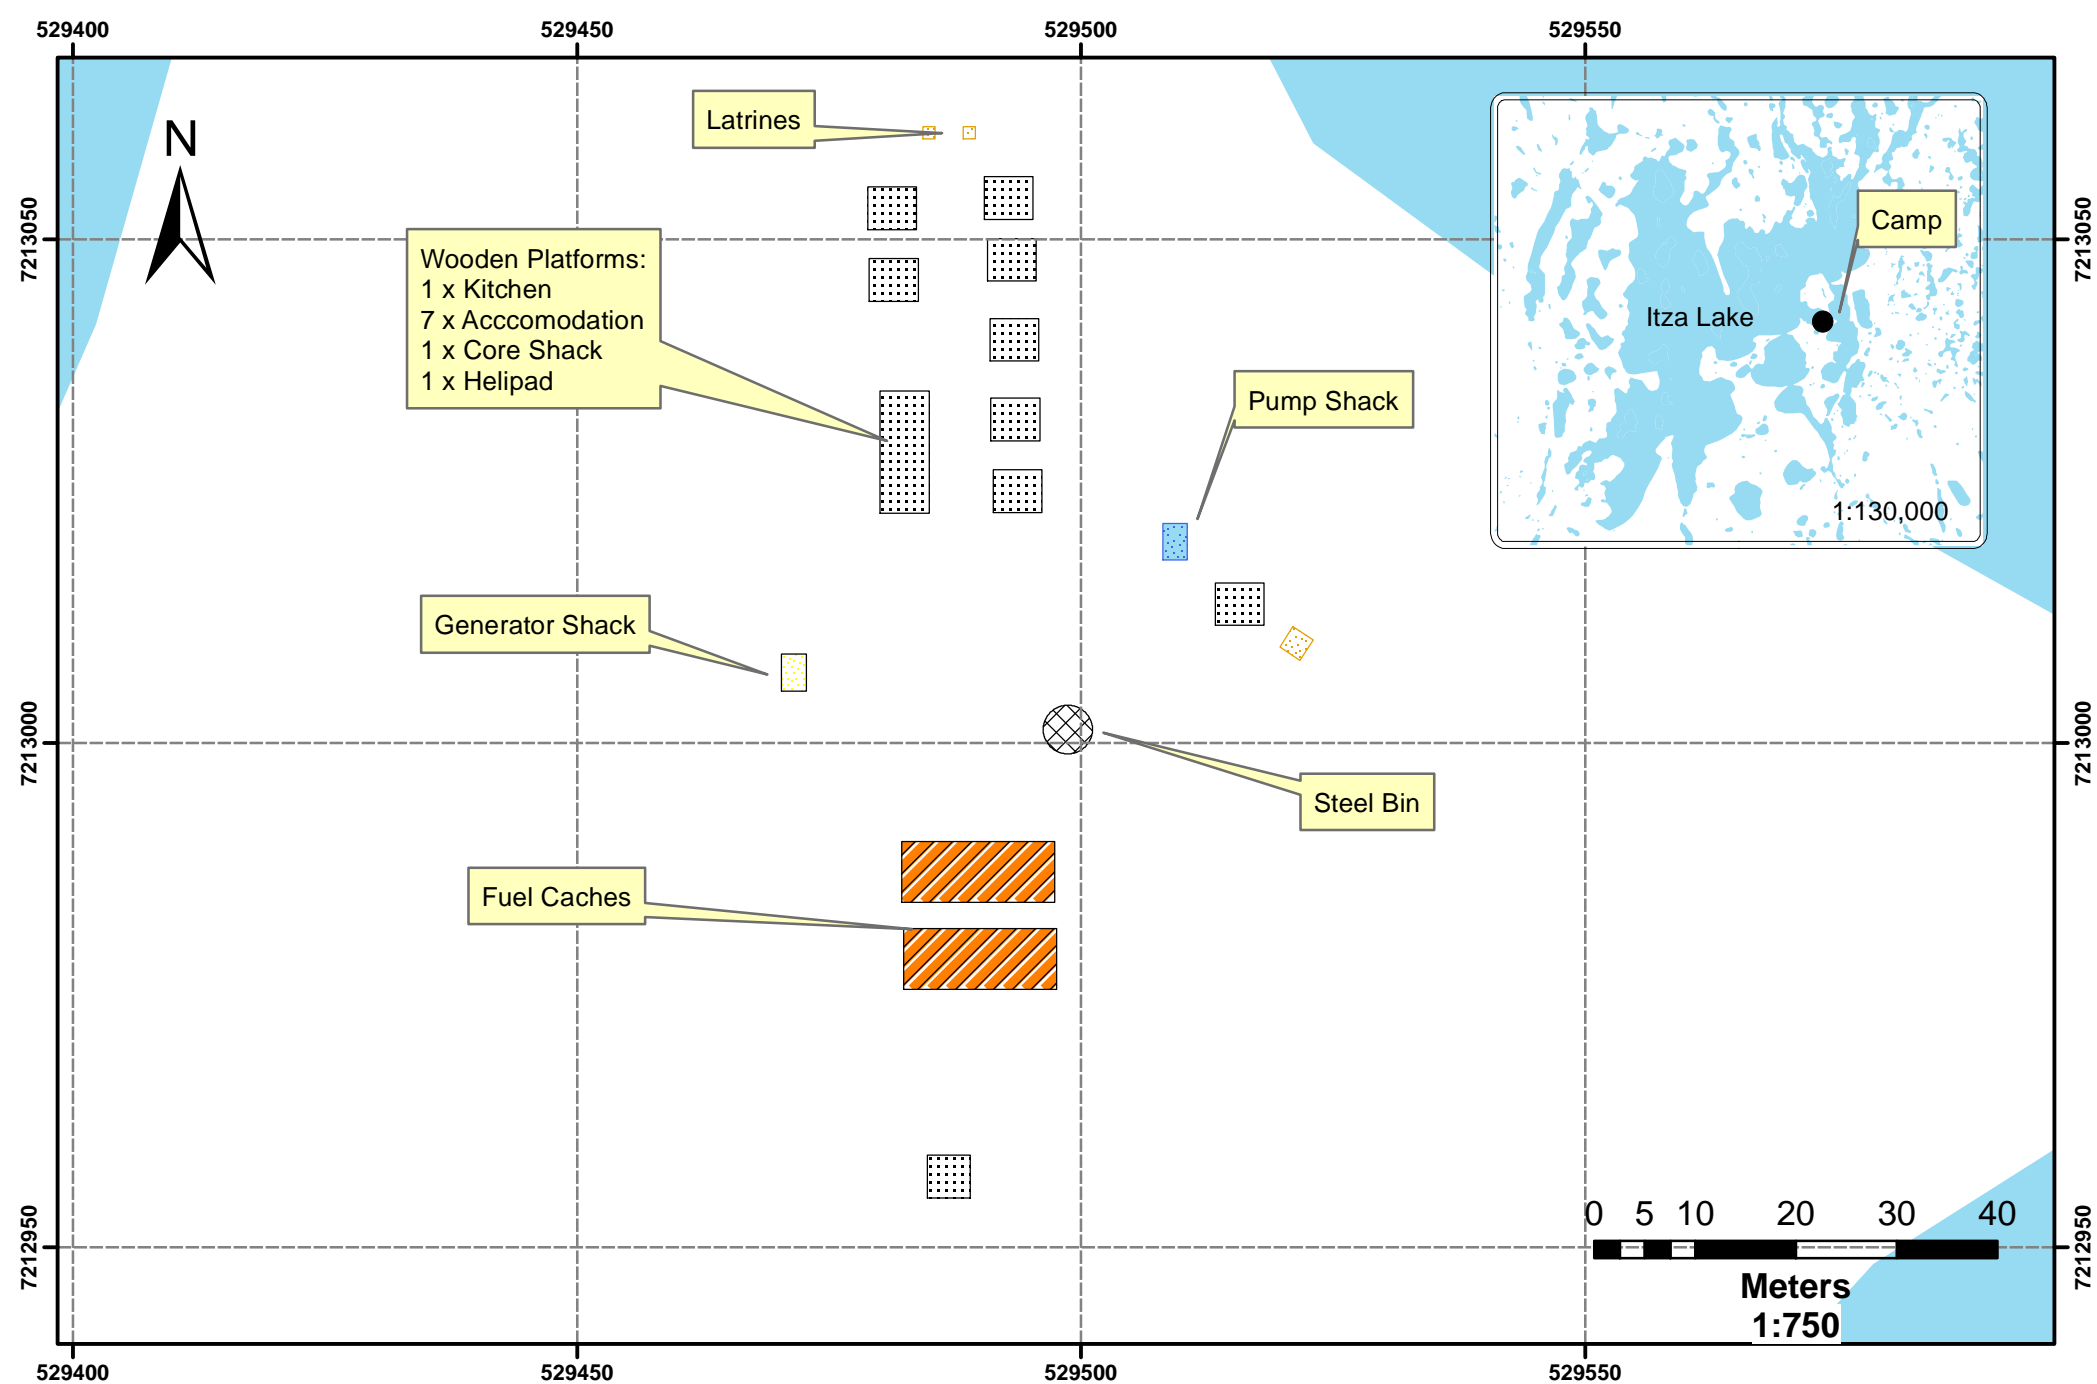 529400
529450
529500
529550
N
Latrines
7213050
7213050
Camp
Wooden Platforms:
1 x Kitchen
7 x Acccomodation
1 x Core Shack
1 x Helipad
Itza Lake
Pump Shack
1:130,000
Generator Shack
7213000
7213000
Steel Bin
Fuel Caches
0 5 10 20 30 40
7212950
7212950
Meters
1:750
529400
529450
529500
529550